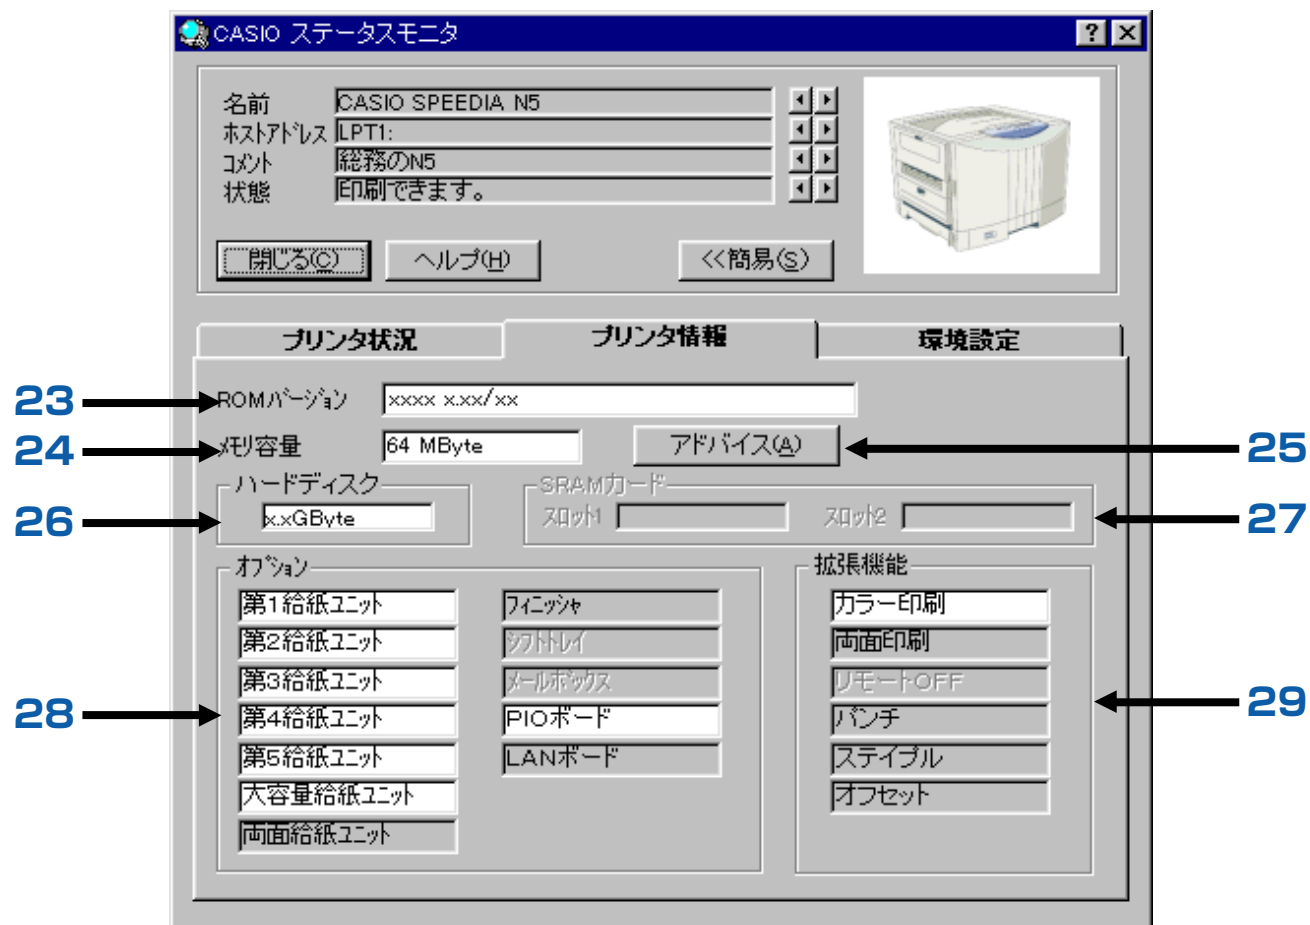 CASIO ステータスモニタ
名前 CASIO SPEEDIA N5
ホストアドレス LPT1:
コメント 総務のN5
状態 印刷できます。
閉じる(C) ヘルプ(H) <<簡易(S)
プリンタ状況 プリンタ情報 環境設定
23 ROMバージョン xxxx x.xx/xx
24 メモリ容量 64 MByte アドバイス(A) 25
ハードディスク SRAMカード
26 x.xGByte スロット1 スロット2 27
オプション 拡張機能
第1給紙ユニット フィニッシャ カラー印刷
第2給紙ユニット シフトトレイ 両面印刷
第3給紙ユニット メールボックス リモートOFF
28 第4給紙ユニット PIOボード パンチ 29
第5給紙ユニット LANボード ステイプル
大容量給紙ユニット オフセット
両面給紙ユニット